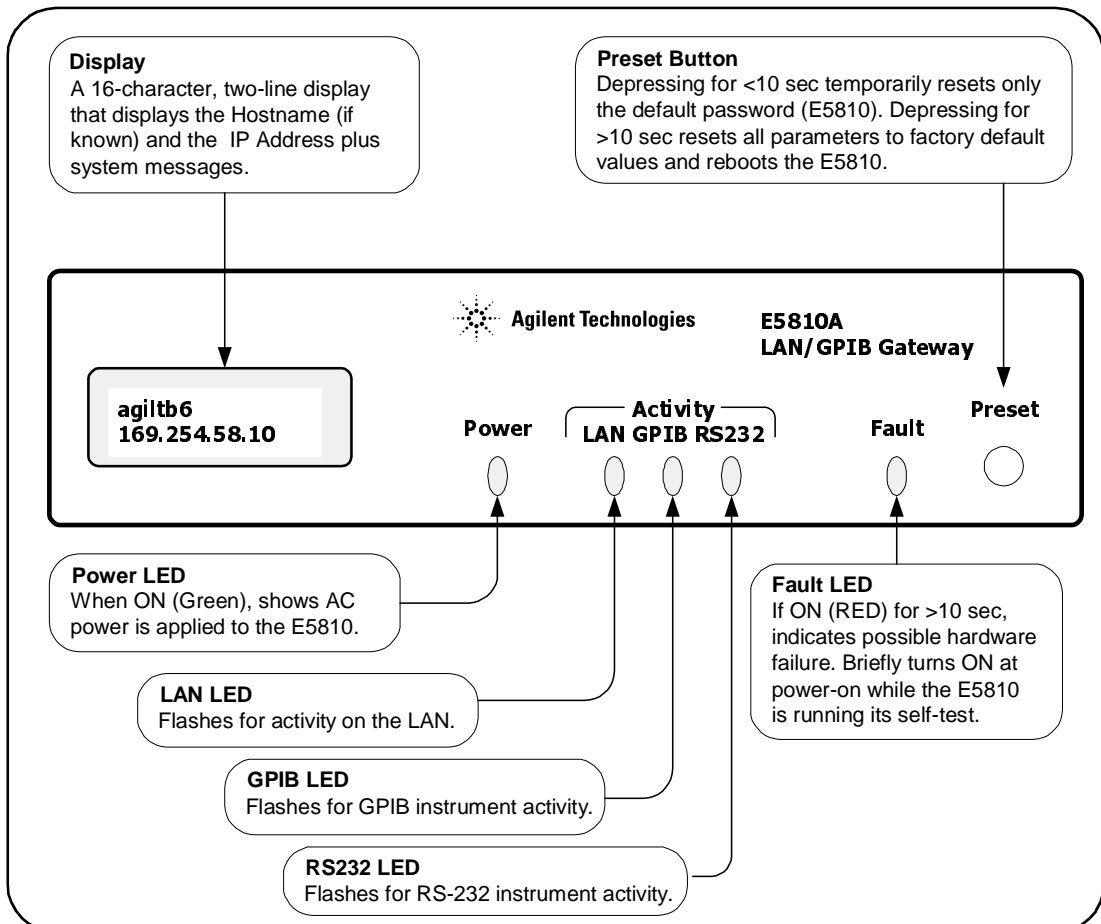 Display
A 16-character, two-line display
that displays the Hostname (if
known) and the IP Address plus
system messages.
Preset Button
Depressing for <10 sec temporarily resets only
the default password (E5810). Depressing for
>10 sec resets all parameters to factory default
values and reboots the E5810.
Agilent Technologies
E5810A
LAN/GPIB Gateway
agiltb6
169.254.58.10
Power
Activity
LAN GPIB RS232
Fault
Preset
Power LED
When ON (Green), shows AC
power is applied to the E5810.
Fault LED
If ON (RED) for >10 sec,
indicates possible hardware
failure. Briefly turns ON at
power-on while the E5810
is running its self-test.
LAN LED
Flashes for activity on the LAN.
GPIB LED
Flashes for GPIB instrument activity.
RS232 LED
Flashes for RS-232 instrument activity.